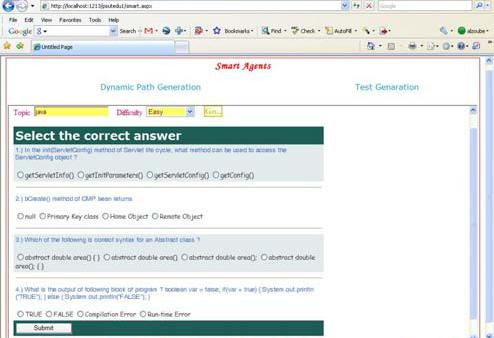 http://localhost:1213/jsutedu1/smart.aspx
Google
File Edit View Favorites Tools Help
Google Search Bookmarks Find Check AutoFill
Untitled Page
Smart Agents
Dynamic Path Generation Test Genaration
Topic java Difficulty Easy Go...
Select the correct answer
1.) In the init(ServletConfig) method of Servlet life cycle, what method can be used to access the
ServletConfig object ?
getServletInfo() getInitParameters() getServletConfig() getConfig()
2.) bCreate() method of CMP bean returns
null Primary Key class Home Object Remote Object
3.) Which of the following is correct syntax for an Abstract class ?
abstract double area() { } abstract double area() abstract double area(); abstract double
area(); { }
4.) What is the output of following block of program ? boolean var = false; if(var = true) { System.out.println
("TRUE"); } else { System.out.println("FALSE"); }
TRUE FALSE Compilation Error Run-time Error
Submit